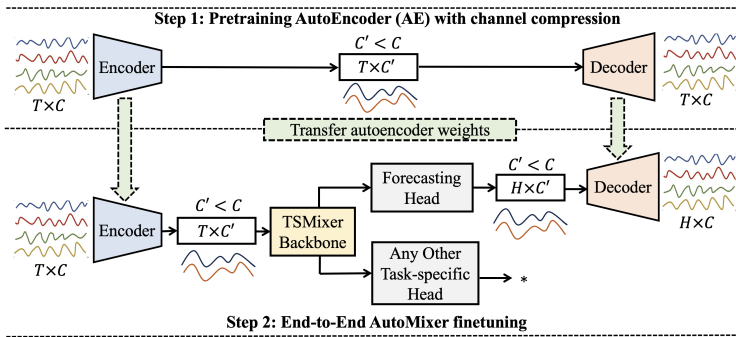 Step 1: Pretraining AutoEncoder (AE) with channel compression
T×C
Encoder
C′ < C
T×C′
Decoder
T×C
Transfer autoencoder weights
T×C
Encoder
C′ < C
T×C′
TSMixer
Backbone
Forecasting
Head
C′ < C
H×C′
Decoder
H×C
Any Other
Task-specific
Head
*
Step 2: End-to-End AutoMixer finetuning